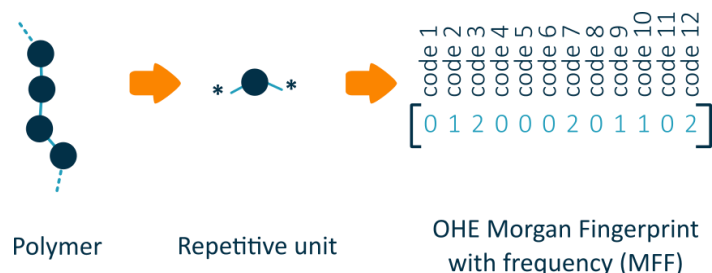 code 1
code 2
code 3
code 4
code 5
code 6
code 7
code 8
code 9
code 10
code 11
code 12
* *
[0 1 2 0 0 0 2 0 1 1 0 2]
Polymer
Repetitive unit
OHE Morgan Fingerprint
with frequency (MFF)